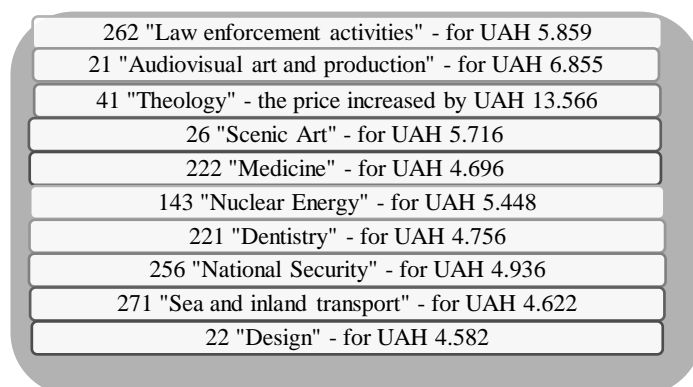 262 "Law enforcement activities" - for UAH 5.859
21 "Audiovisual art and production" - for UAH 6.855
41 "Theology" - the price increased by UAH 13.566
26 "Scenic Art" - for UAH 5.716
222 "Medicine" - for UAH 4.696
143 "Nuclear Energy" - for UAH 5.448
221 "Dentistry" - for UAH 4.756
256 "National Security" - for UAH 4.936
271 "Sea and inland transport" - for UAH 4.622
22 "Design" - for UAH 4.582